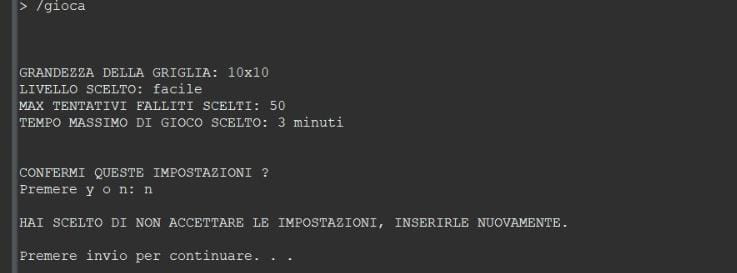 > /gioca
GRANDEZZA DELLA GRIGLIA: 10x10
LIVELLO SCELTO: facile
MAX TENTATIVI FALLITI SCELTI: 50
TEMPO MASSIMO DI GIOCO SCELTO: 3 minuti
CONFERMI QUESTE IMPOSTAZIONI ?
Premere y o n: n
HAI SCELTO DI NON ACCETTARE LE IMPOSTAZIONI, INSERIRLE NUOVAMENTE.
Premere invio per continuare. . .